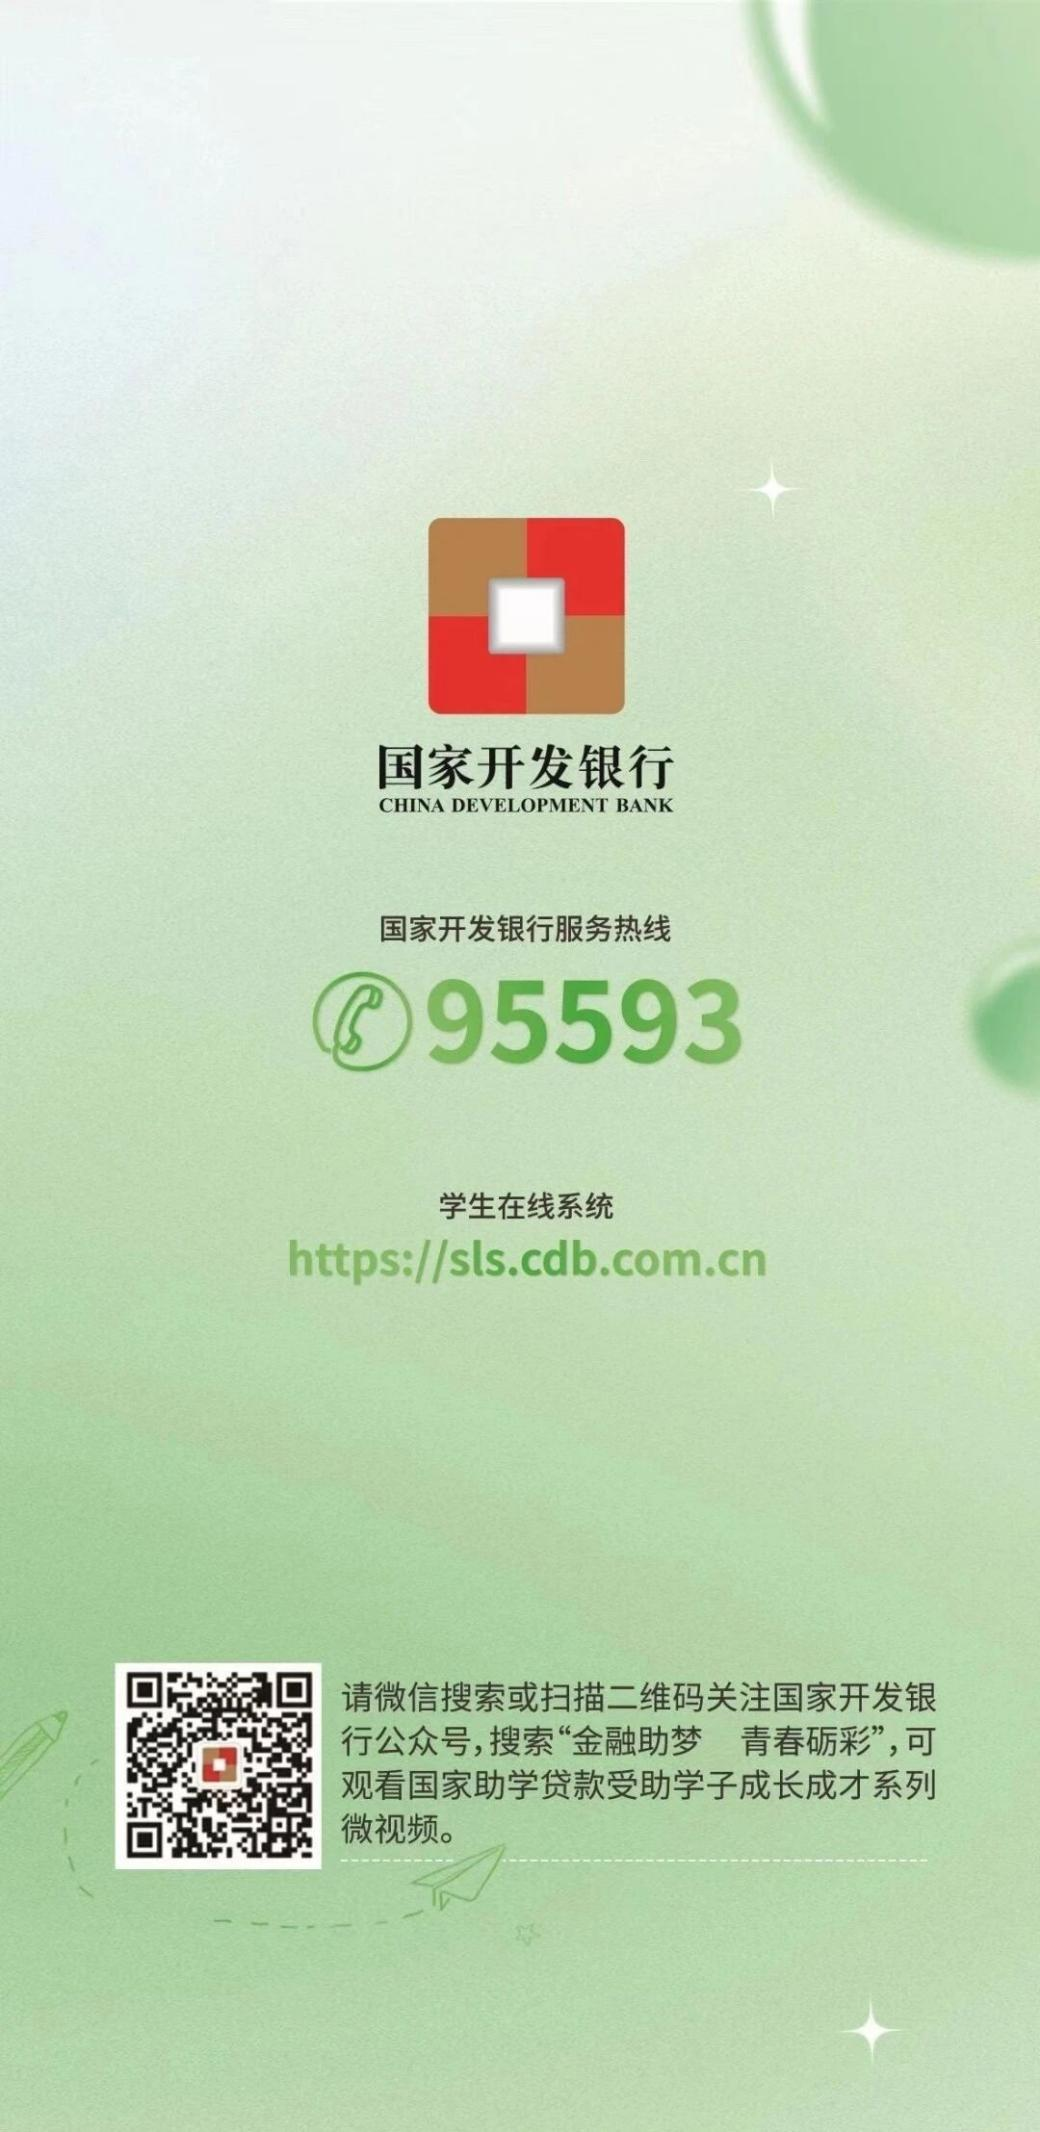 国家开发银行
CHINA DEVELOPMENT BANK
国家开发银行服务热线
95593
学生在线系统
https://sls.cdb.com.cn
请微信搜索或扫描二维码关注国家开发银
行公众号，搜索“金融助梦　青春砺彩”，可
观看国家助学贷款受助学子成长成才系列
微视频。